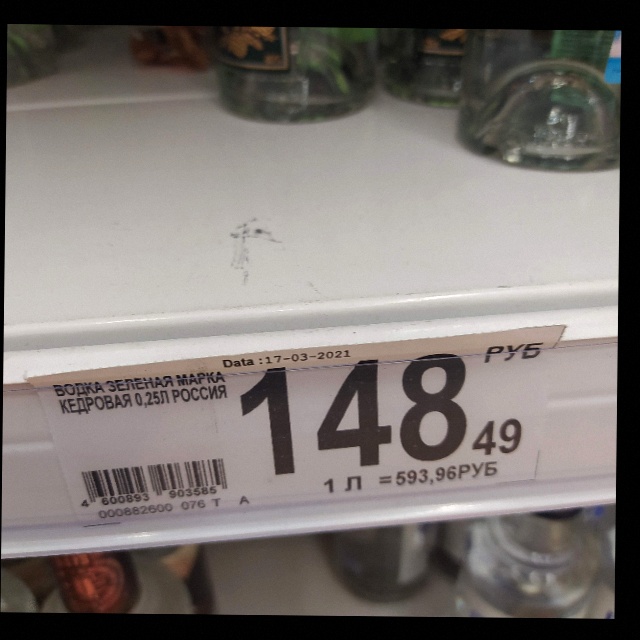 Data :17-03-2021
РУБ
ВОДКА ЗЕЛЕНАЯ МАРКА
КЕДРОВАЯ 0,25Л РОССИЯ
148 49
1 Л =593,96РУБ
4 600893 903585
000882600 076 Т А